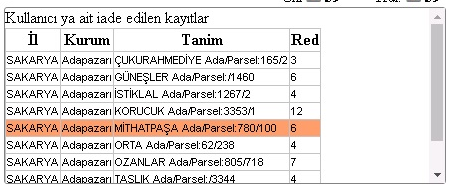 Kullanıcı ya ait iade edilen kayıtlar
İl Kurum Tanim Red
SAKARYA Adapazarı ÇUKURAHMEDİYE Ada/Parsel:165/2 3
SAKARYA Adapazarı GÜNEŞLER Ada/Parsel:/1460 6
SAKARYA Adapazarı İSTİKLAL Ada/Parsel:1267/2 4
SAKARYA Adapazarı KORUCUK Ada/Parsel:3353/1 12
SAKARYA Adapazarı MİTHATPAŞA Ada/Parsel:780/100 6
SAKARYA Adapazarı ORTA Ada/Parsel:62/238 4
SAKARYA Adapazarı OZANLAR Ada/Parsel:805/718 7
SAKARYA Adapazarı TAŞLIK Ada/Parsel:/3344 4